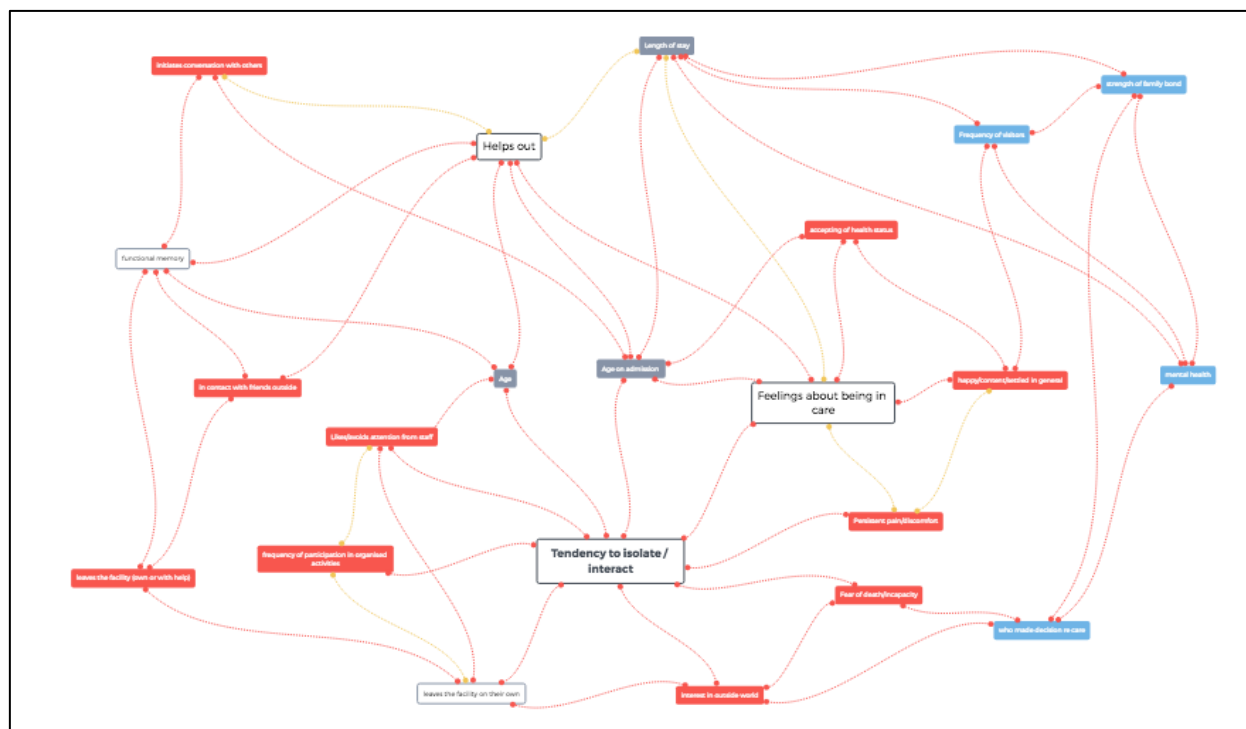 Length of stay
Initiates conversation with others
strength of family bond
Frequency of visitors
Helps out
accepting of health status
functional memory
Age on admission
Age
happy/content/settled in general
mental health
In contact with friends outside
Feelings about being in
care
Likes/avoids attention from staff
Persistent pain/discomfort
Tendency to isolate /
interact
frequency of participation in organised
activities
leaves the facility (own or with help)
Fear of death/incapacity
who made decision re care
leaves the facility on their own
interest in outside world